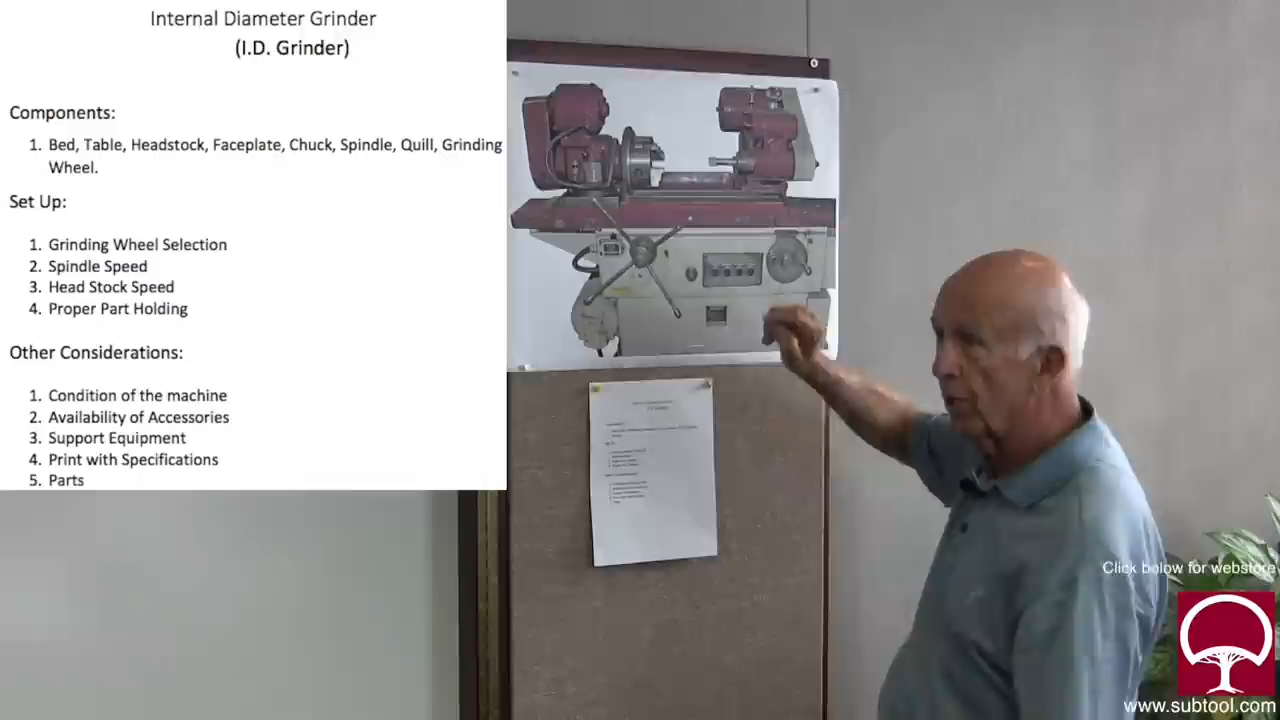 Internal Diameter Grinder
(I.D. Grinder)
Components:
1. Bed, Table, Headstock, Faceplate, Chuck, Spindle, Quill, Grinding
Wheel.
Set Up:
1. Grinding Wheel Selection
2. Spindle Speed
3. Head Stock Speed
4. Proper Part Holding
Other Considerations:
1. Condition of the machine
2. Availability of Accessories
3. Support Equipment
4. Print with Specifications
5. Parts
Click below for webstore
www.subtool.com